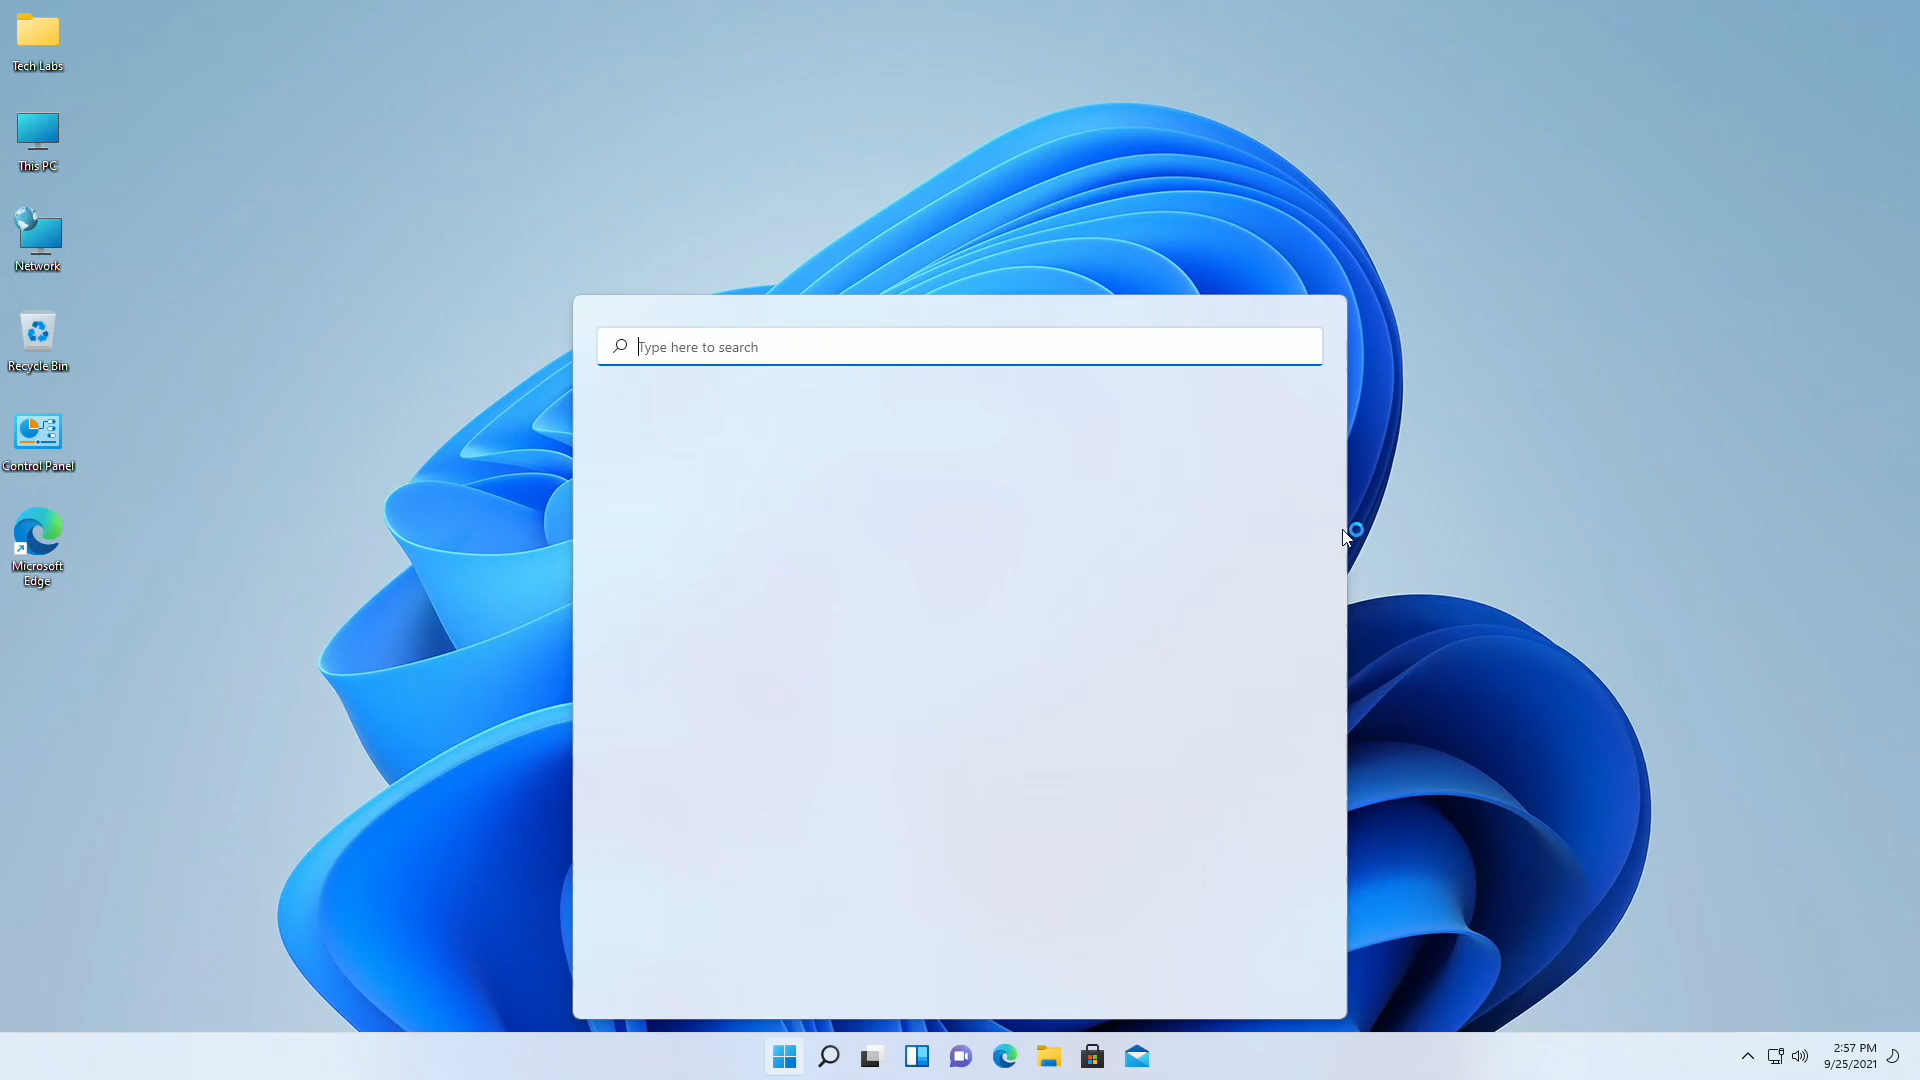 Tech Labs
This PC
Network
Recycle Bin
Control Panel
Microsoft
Edge
Type here to search
2:57 PM
9/25/2021